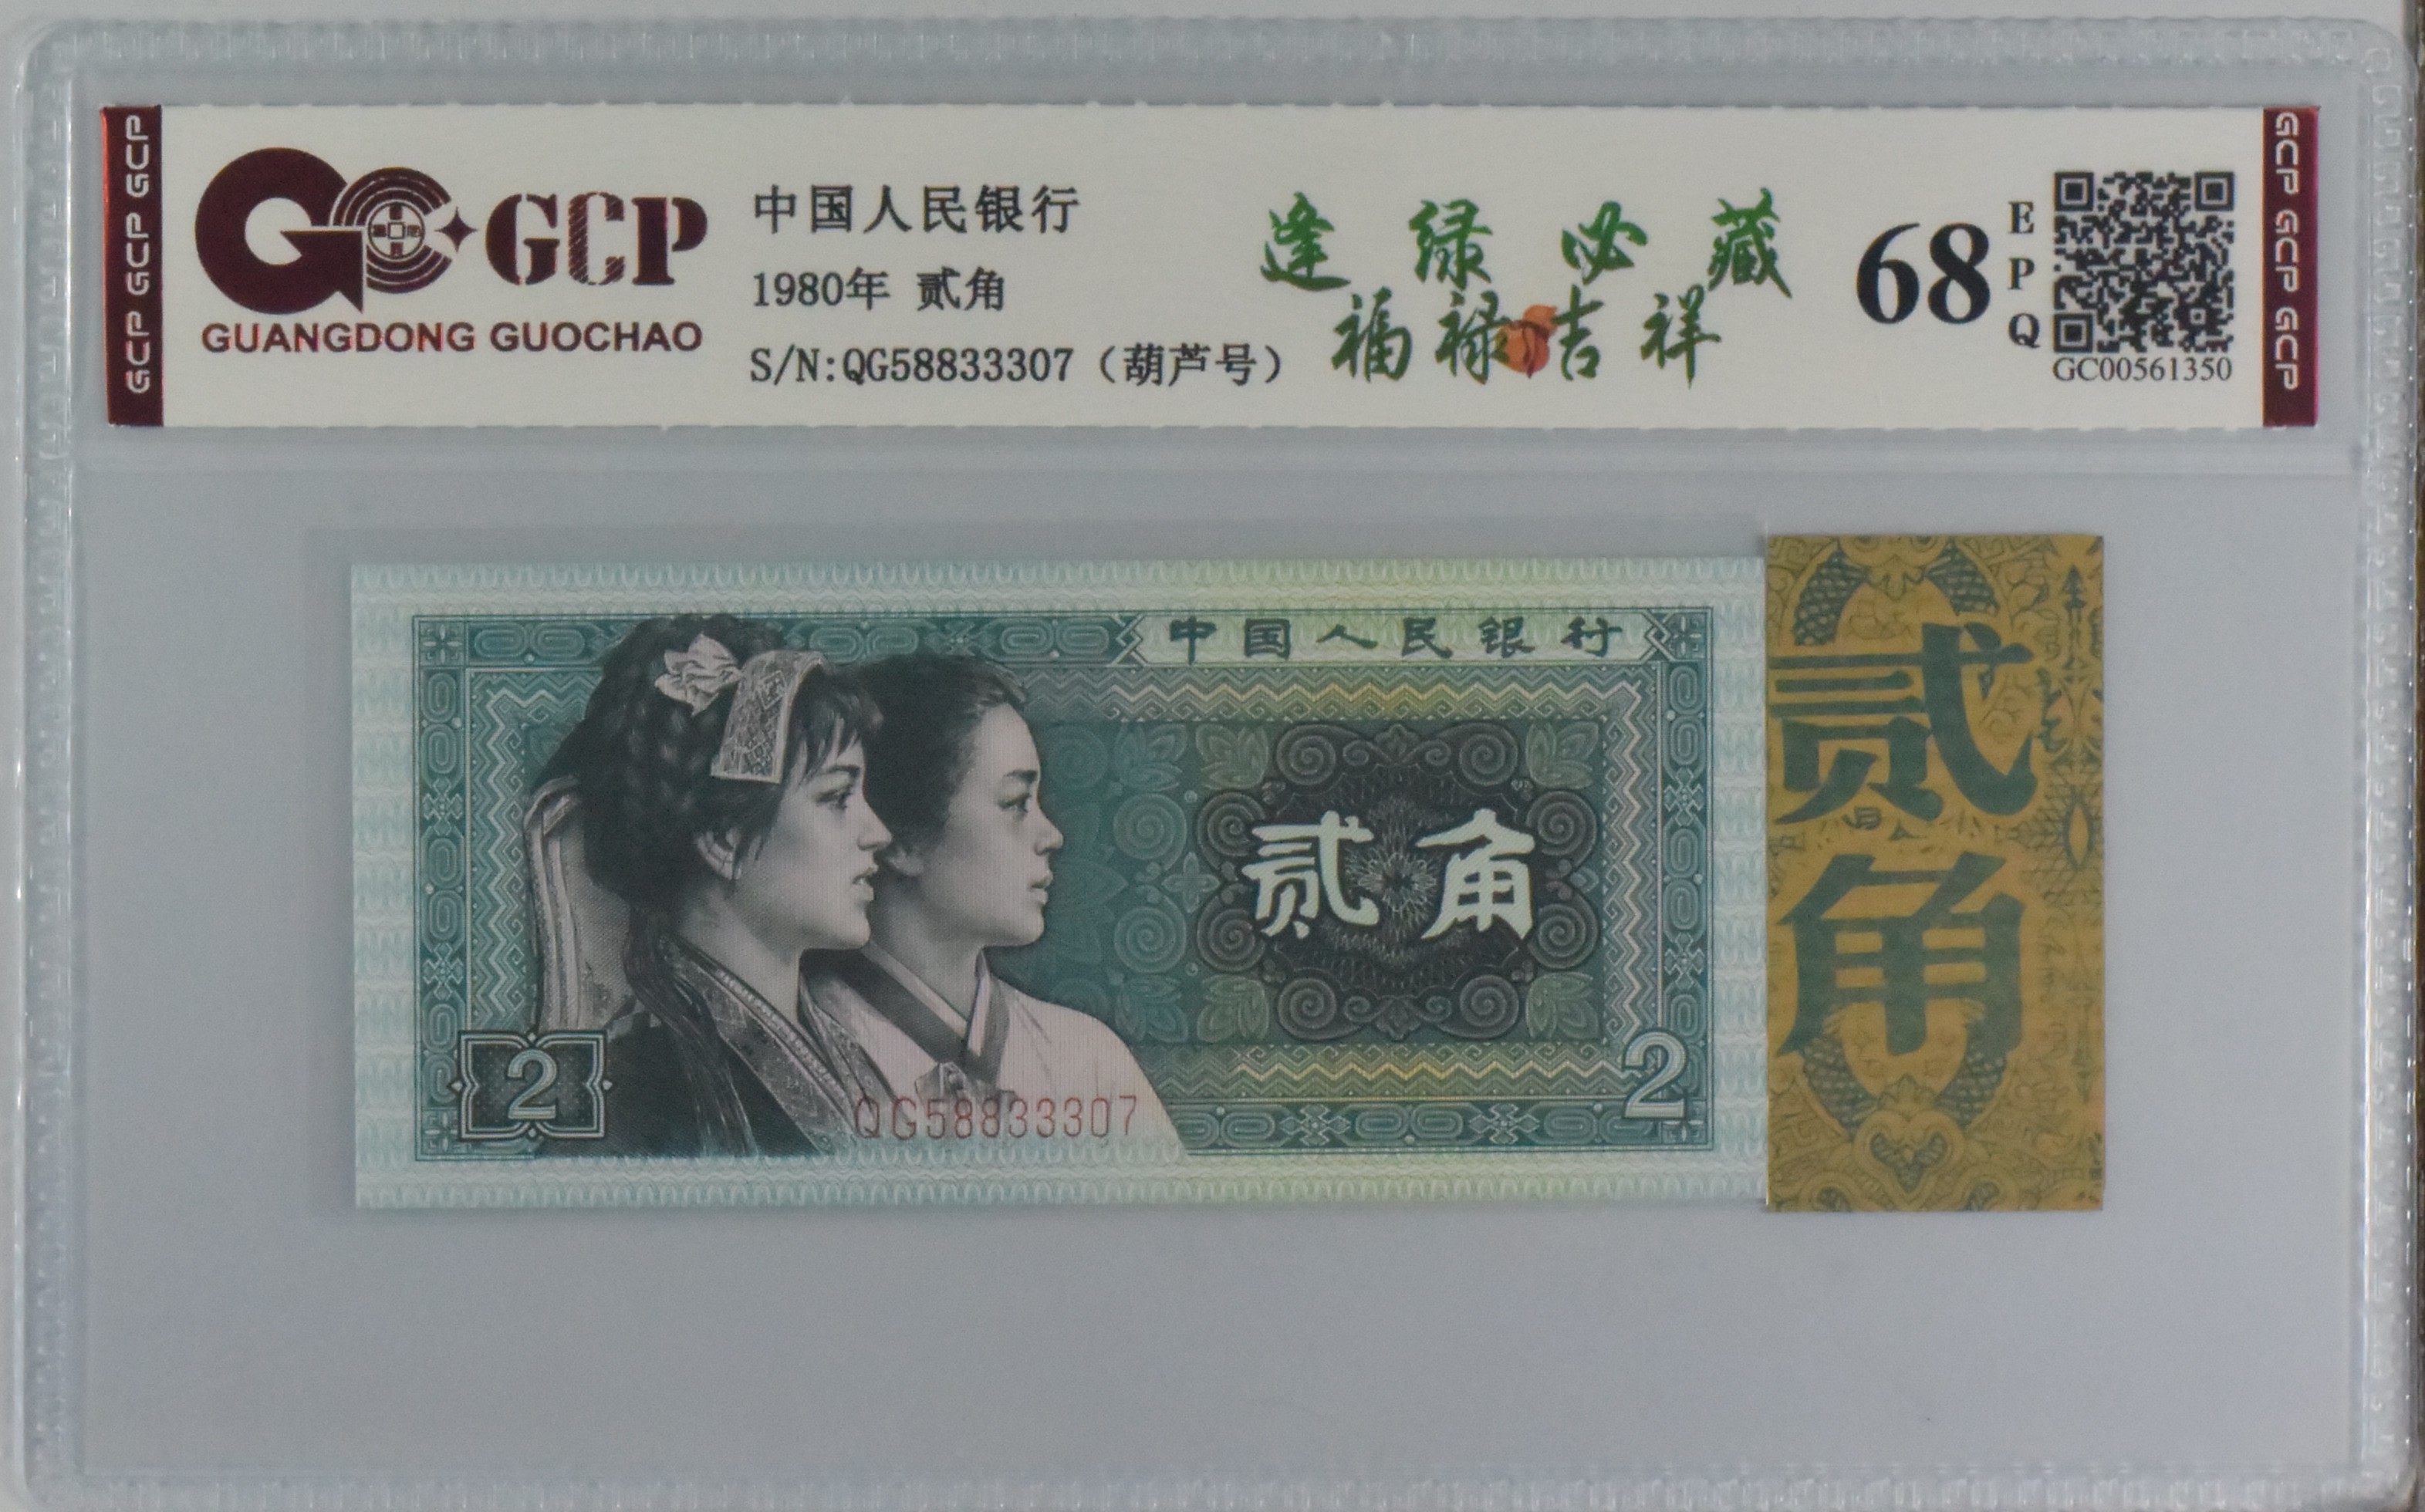 GCP GCP GCP
GCP
GUANGDONG GUOCHAO
中国人民银行
1980年 贰角
S/N:QG58833307（葫芦号）
逢绿必藏
福禄吉祥
68
EPQ
GC00561350
GCP GCP GCP
中国人民银行
贰角
2
2
QG58833307
贰角